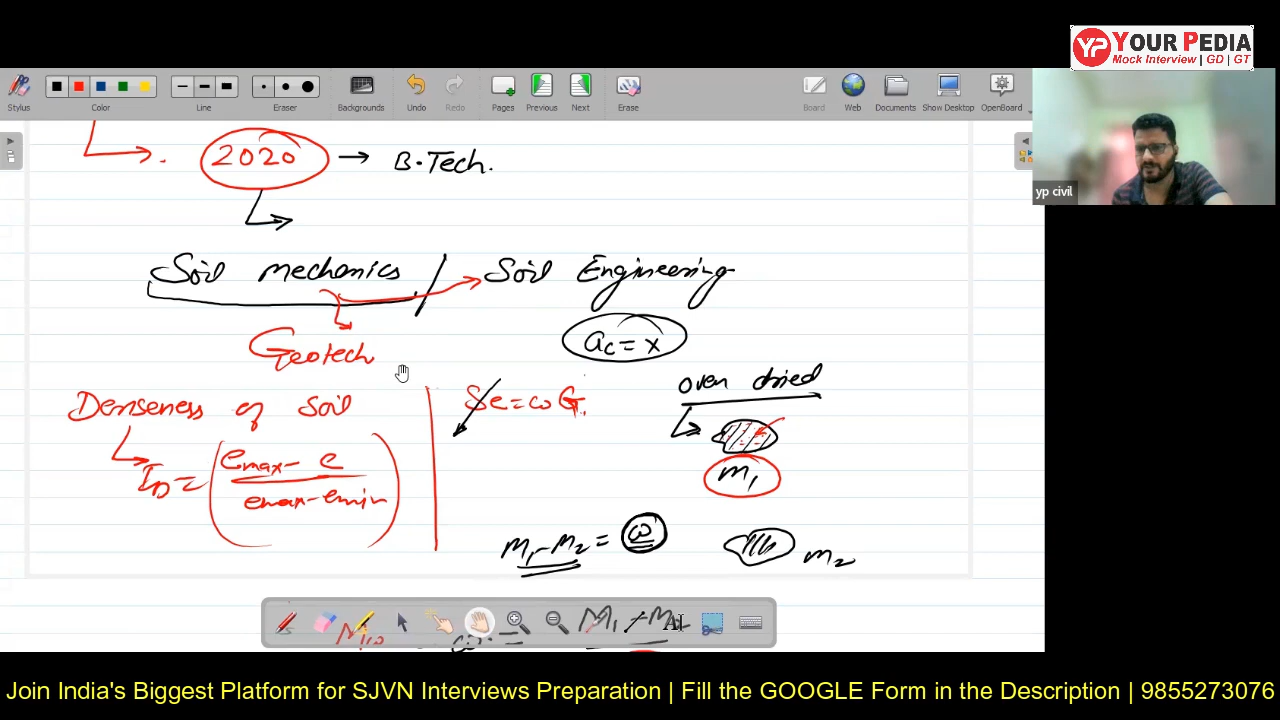 YOUR PEDIA
Mock Interview | GD | GT
Stylus
Color
Line
Eraser
Backgrounds
Undo
Redo
Pages
Previous
Next
Erase
Board
Web
Documents
Show Desktop
OpenBoard
yp civil
2020 → B.Tech.
Soil mechanics / Soil Engineering
Geotech
ac = x
Denseness of soil
ID = (emax - e / emax - emin)
Se = ωG
oven dried
m1
m1 - m2 = ω
m2
Join India's Biggest Platform for SJVN Interviews Preparation | Fill the GOOGLE Form in the Description | 9855273076